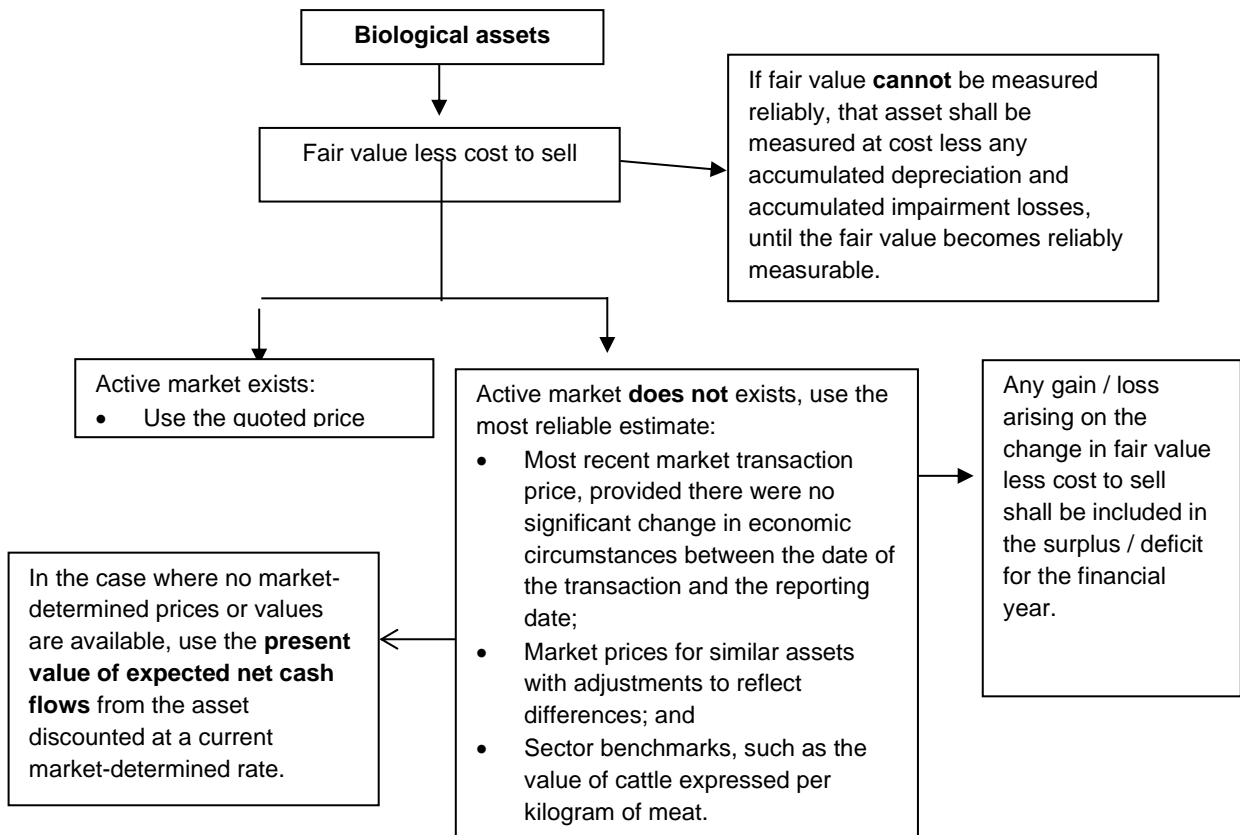 Biological assets
Fair value less cost to sell
If fair value cannot be measured
reliably, that asset shall be
measured at cost less any
accumulated depreciation and
accumulated impairment losses,
until the fair value becomes reliably
measurable.
Active market exists:
• Use the quoted price
Active market does not exists, use the
most reliable estimate:
• Most recent market transaction
price, provided there were no
significant change in economic
circumstances between the date of
the transaction and the reporting
date;
• Market prices for similar assets
with adjustments to reflect
differences; and
• Sector benchmarks, such as the
value of cattle expressed per
kilogram of meat.
Any gain / loss
arising on the
change in fair value
less cost to sell
shall be included in
the surplus / deficit
for the financial
year.
In the case where no market-
determined prices or values
are available, use the present
value of expected net cash
flows from the asset
discounted at a current
market-determined rate.